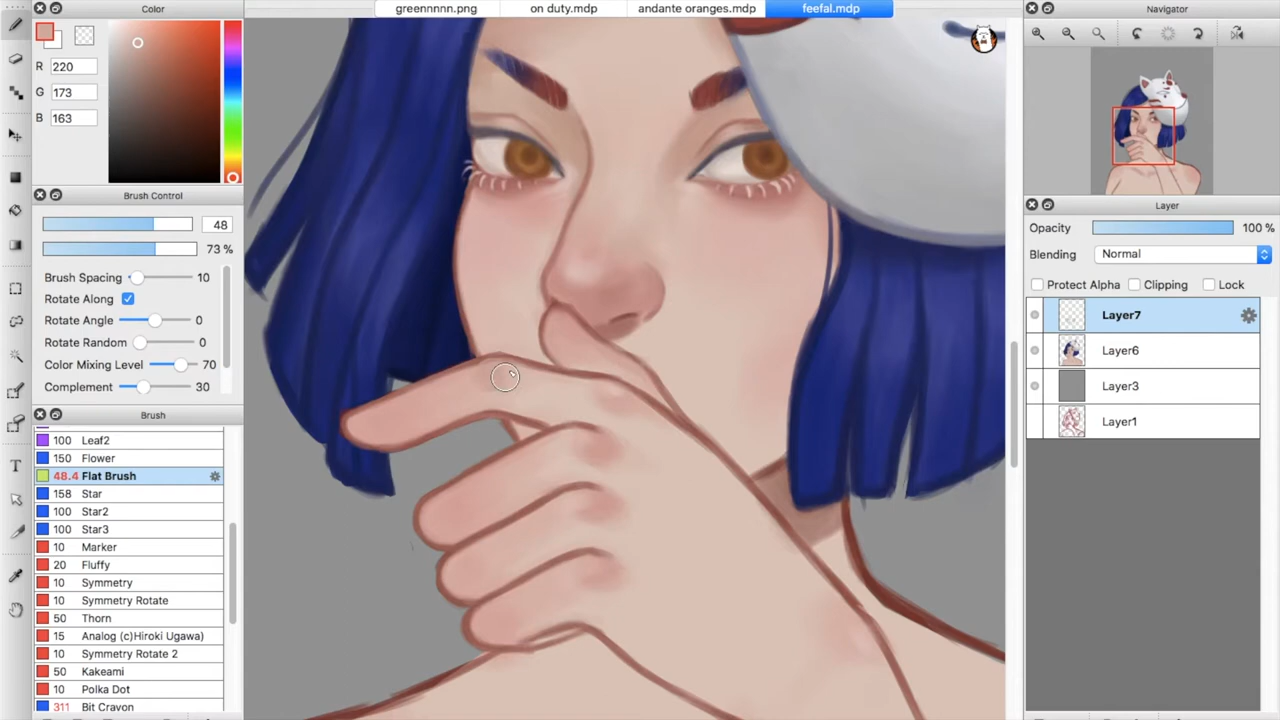 Color
greennnnn.png
on duty.mdp
andante oranges.mdp
feefal.mdp
Navigator
R 220
G 173
B 163
Brush Control
48
73 %
Brush Spacing 10
Rotate Along
Rotate Angle 0
Rotate Random 0
Color Mixing Level 70
Complement 30
Brush
100 Leaf2
150 Flower
48.4 Flat Brush
158 Star
100 Star2
100 Star3
10 Marker
20 Fluffy
10 Symmetry
10 Symmetry Rotate
50 Thorn
15 Analog (c)Hiroki Ugawa)
10 Symmetry Rotate 2
50 Kakeami
10 Polka Dot
311 Bit Crayon
T
Layer
Opacity 100 %
Blending Normal
Protect Alpha Clipping Lock
Layer7
Layer6
Layer3
Layer1